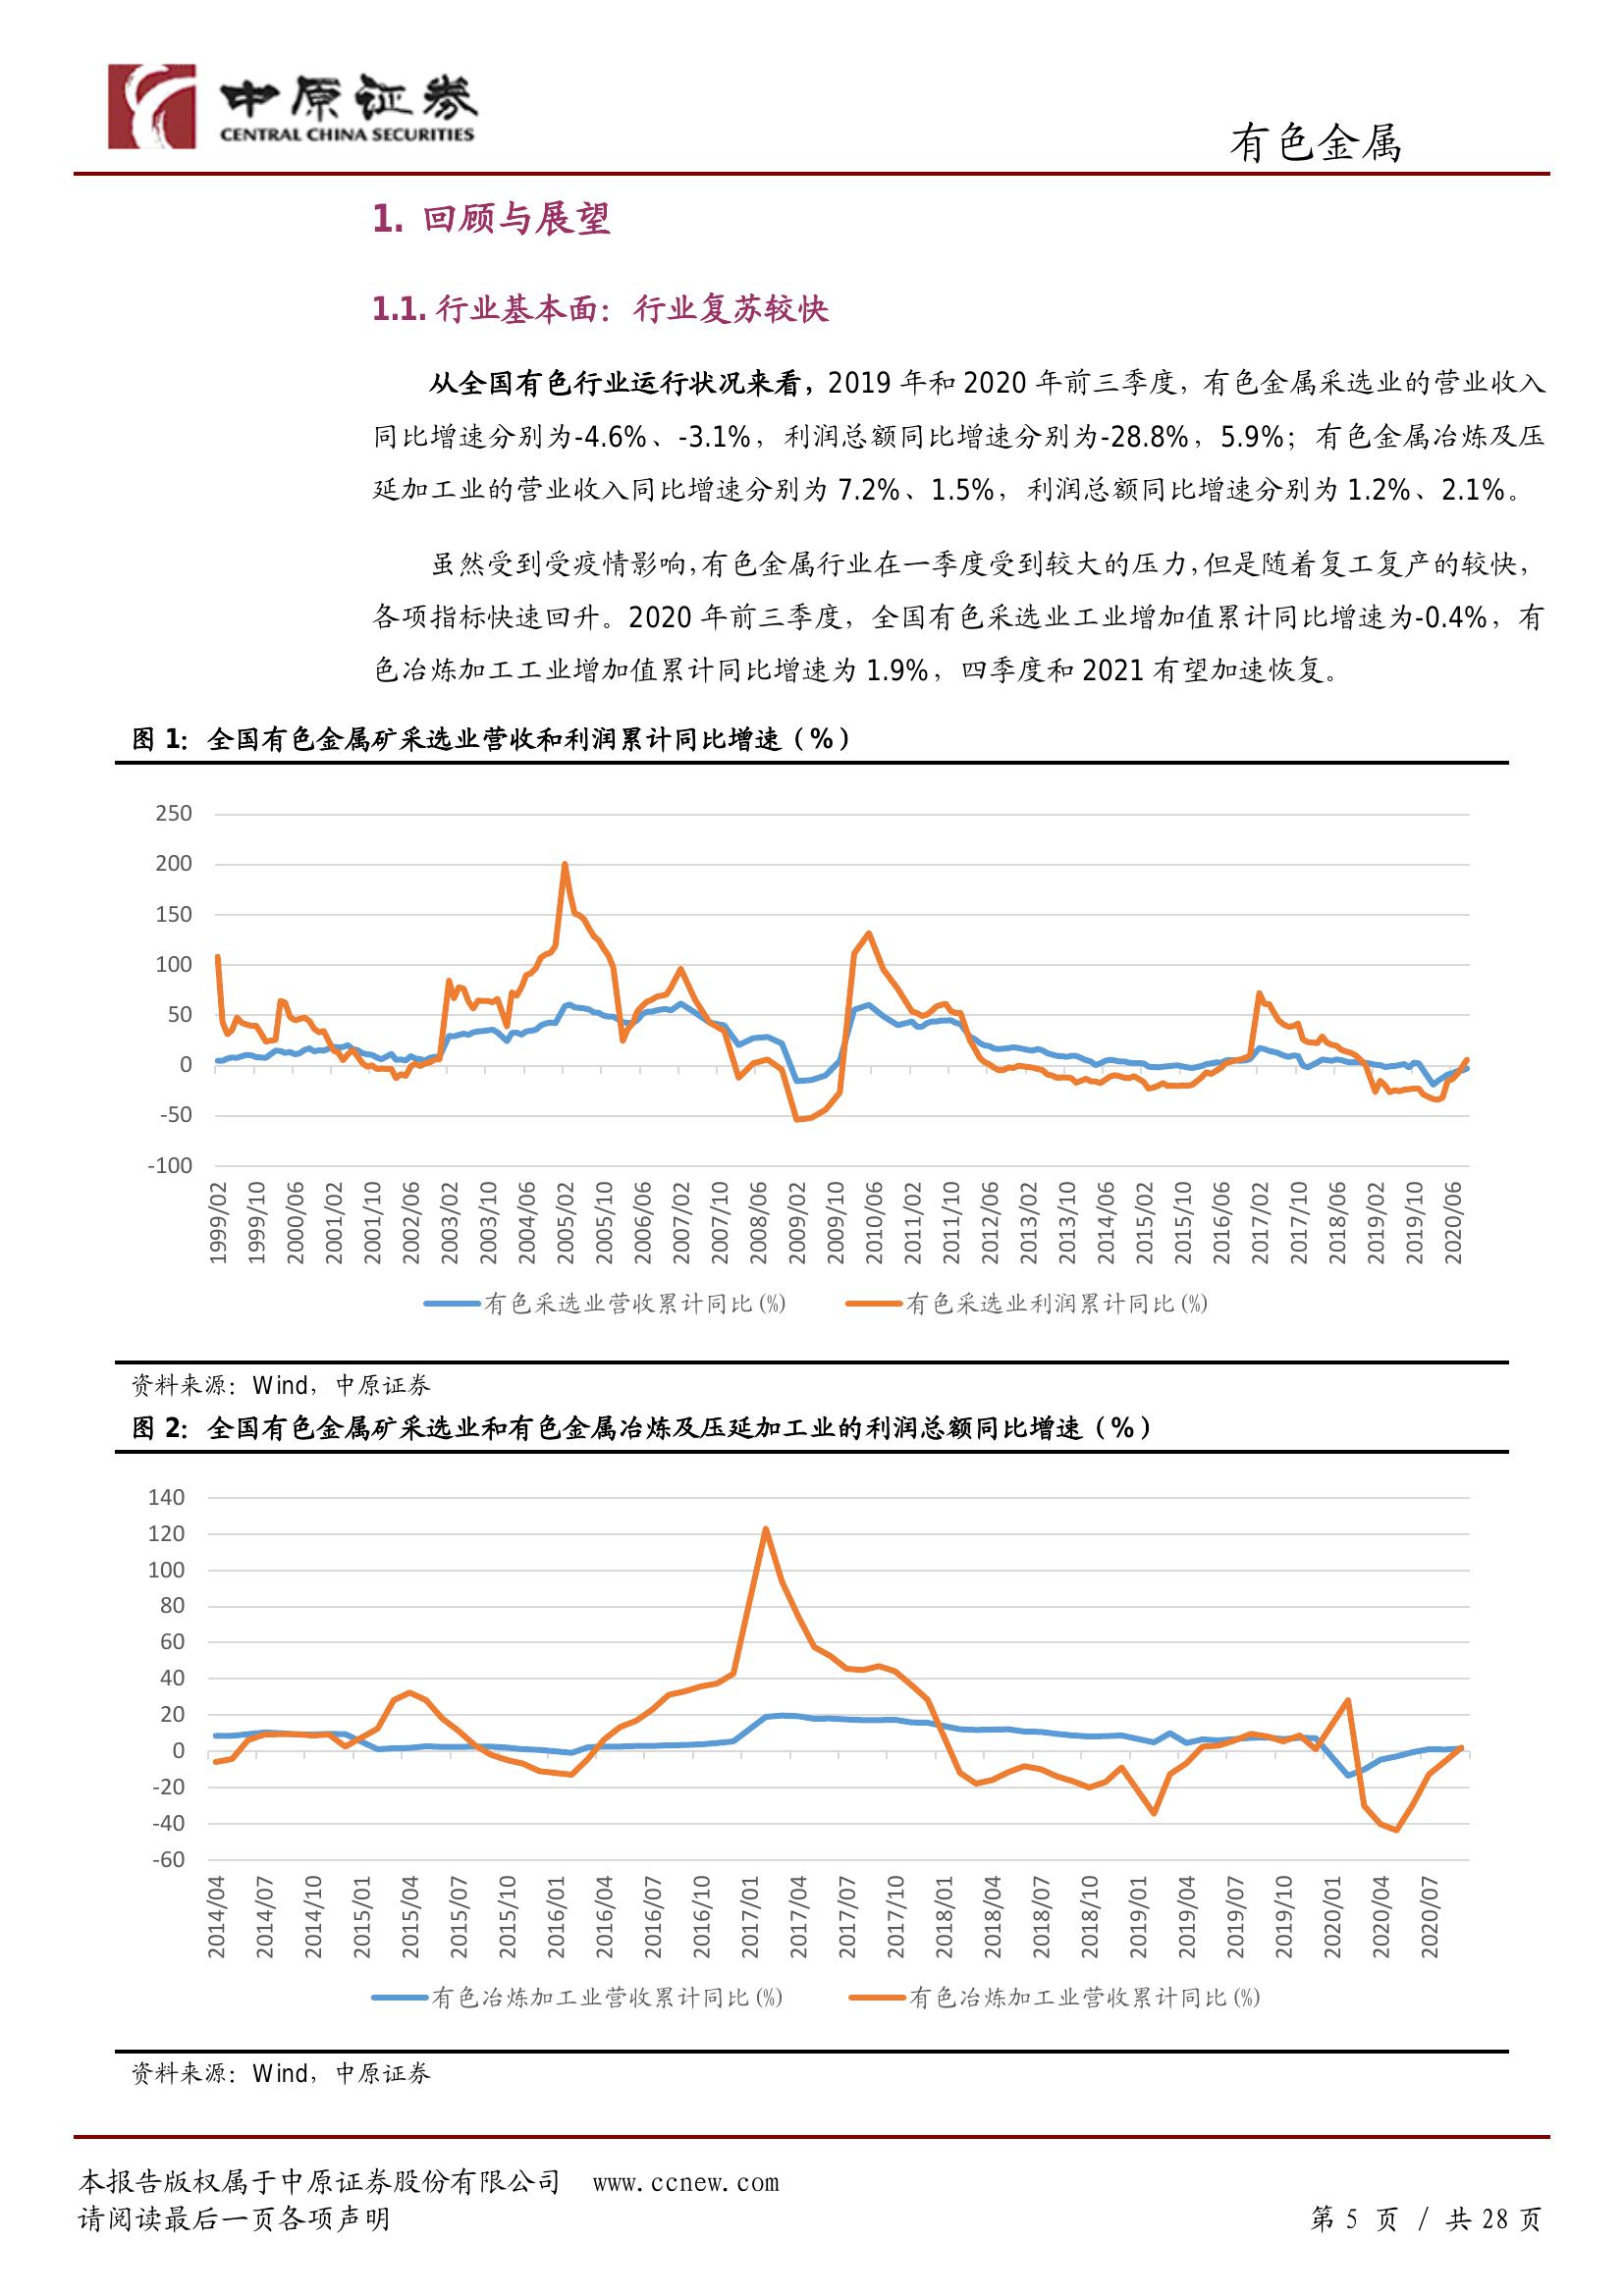 中原证券
CENTRAL CHINA SECURITIES
有色金属
1. 回顾与展望
1.1. 行业基本面：行业复苏较快
从全国有色行业运行状况来看，2019 年和 2020 年前三季度，有色金属采选业的营业收入
同比增速分别为-4.6%、-3.1%，利润总额同比增速分别为-28.8%，5.9%；有色金属冶炼及压
延加工业的营业收入同比增速分别为 7.2%、1.5%，利润总额同比增速分别为 1.2%、2.1%。
虽然受到受疫情影响,有色金属行业在一季度受到较大的压力,但是随着复工复产的较快，
各项指标快速回升。2020 年前三季度，全国有色采选业工业增加值累计同比增速为-0.4%，有
色冶炼加工工业增加值累计同比增速为 1.9%，四季度和 2021 有望加速恢复。
图 1：全国有色金属矿采选业营收和利润累计同比增速（%）
250
200
150
100
50
0
-50
-100
1999/02 1999/10 2000/06 2001/02 2001/10 2002/06 2003/02 2003/10 2004/06 2005/02 2005/10 2006/06 2007/02 2007/10 2008/06 2009/02 2009/10 2010/06 2011/02 2011/10 2012/06 2013/02 2013/10 2014/06 2015/02 2015/10 2016/06 2017/02 2017/10 2018/06 2019/02 2019/10 2020/06
有色采选业营收累计同比(%) 有色采选业利润累计同比(%)
资料来源：Wind，中原证券
图 2：全国有色金属矿采选业和有色金属冶炼及压延加工业的利润总额同比增速（%）
140
120
100
80
60
40
20
0
-20
-40
-60
2014/04 2014/07 2014/10 2015/01 2015/04 2015/07 2015/10 2016/01 2016/04 2016/07 2016/10 2017/01 2017/04 2017/07 2017/10 2018/01 2018/04 2018/07 2018/10 2019/01 2019/04 2019/07 2019/10 2020/01 2020/04 2020/07
有色冶炼加工业营收累计同比(%) 有色冶炼加工业营收累计同比(%)
资料来源：Wind，中原证券
本报告版权属于中原证券股份有限公司 www.ccnew.com
请阅读最后一页各项声明
第 5 页 / 共 28 页